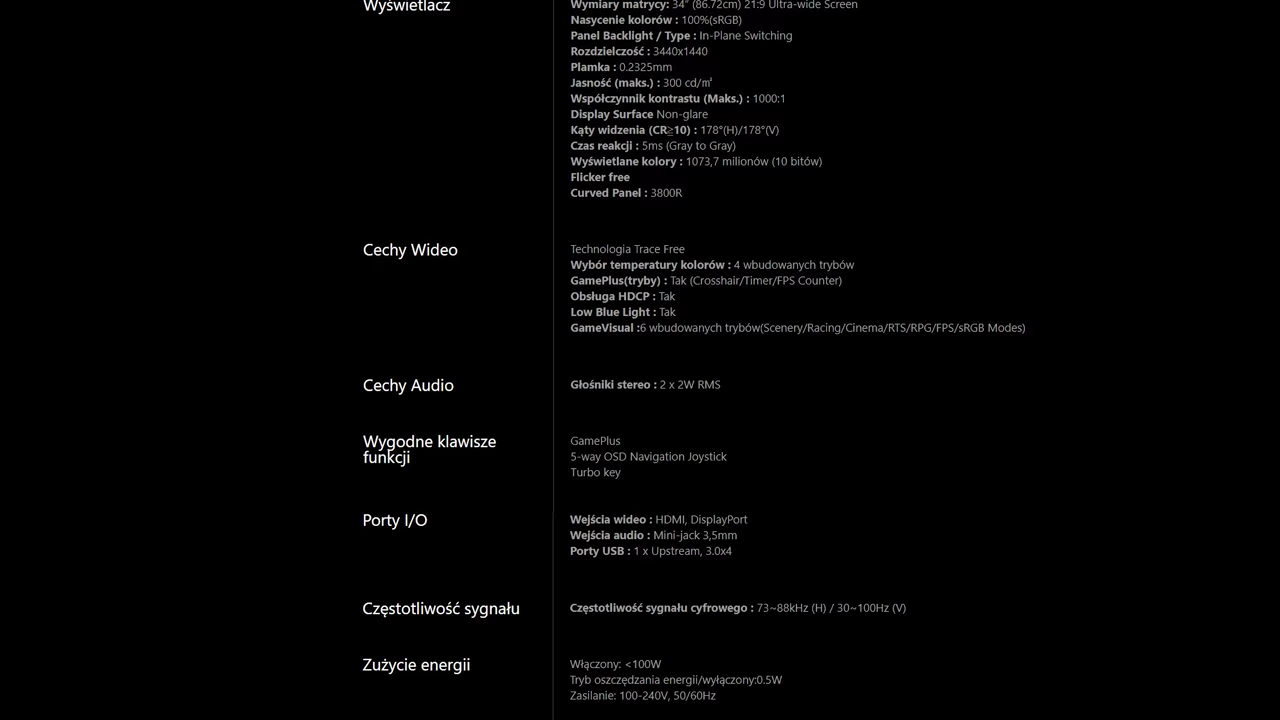 Wyświetlacz
Wymiary matrycy: 34" (86.72cm) 21:9 Ultra-wide Screen
Nasycenie kolorów : 100%(sRGB)
Panel Backlight / Type : In-Plane Switching
Rozdzielczość : 3440x1440
Plamka : 0.2325mm
Jasność (maks.) : 300 cd/㎡
Współczynnik kontrastu (Maks.) : 1000:1
Display Surface Non-glare
Kąty widzenia (CR≧10) : 178°(H)/178°(V)
Czas reakcji : 5ms (Gray to Gray)
Wyświetlane kolory : 1073,7 milionów (10 bitów)
Flicker free
Curved Panel : 3800R
Cechy Wideo
Technologia Trace Free
Wybór temperatury kolorów : 4 wbudowanych trybów
GamePlus(tryby) : Tak (Crosshair/Timer/FPS Counter)
Obsługa HDCP : Tak
Low Blue Light : Tak
GameVisual :6 wbudowanych trybów(Scenery/Racing/Cinema/RTS/RPG/FPS/sRGB Modes)
Cechy Audio
Głośniki stereo : 2 x 2W RMS
Wygodne klawisze
funkcji
GamePlus
5-way OSD Navigation Joystick
Turbo key
Porty I/O
Wejścia wideo : HDMI, DisplayPort
Wejścia audio : Mini-jack 3,5mm
Porty USB : 1 x Upstream, 3.0x4
Częstotliwość sygnału
Częstotliwość sygnału cyfrowego : 73~88kHz (H) / 30~100Hz (V)
Zużycie energii
Włączony: <100W
Tryb oszczędzania energii/wyłączony:0.5W
Zasilanie: 100-240V, 50/60Hz